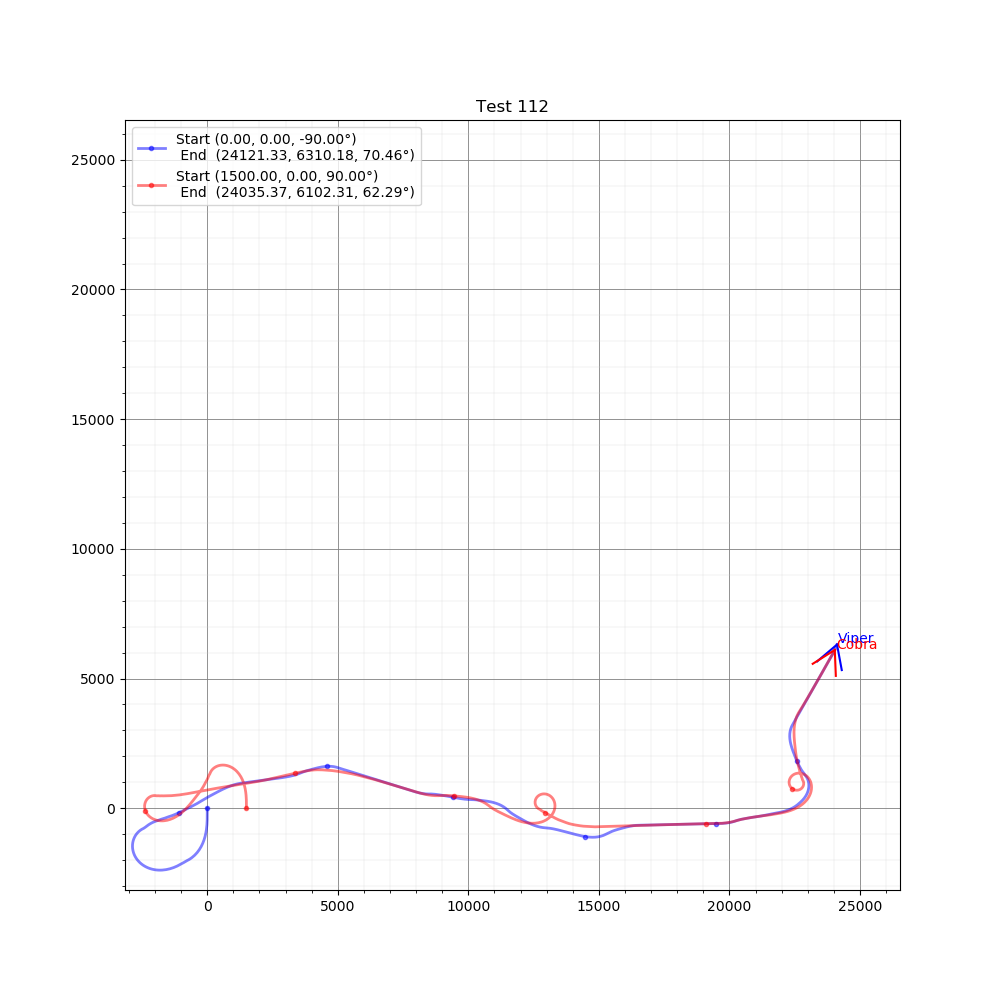 Test 112
Start (0.00, 0.00, -90.00°)
End (24121.33, 6310.18, 70.46°)
Start (1500.00, 0.00, 90.00°)
End (24035.37, 6102.31, 62.29°)
25000
20000
15000
10000
5000
0
Viper
Cobra
0
5000
10000
15000
20000
25000